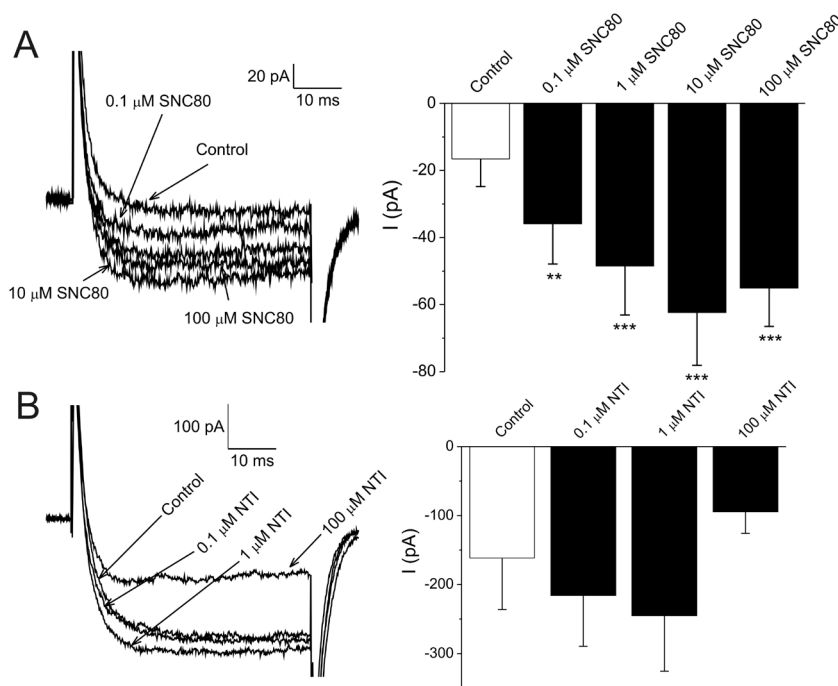 A
20 pA
10 ms
0.1 μM SNC80
Control
10 μM SNC80
100 μM SNC80
Control
0.1 μM SNC80
1 μM SNC80
10 μM SNC80
100 μM SNC80
I (pA)
0
-20
-40
-60
-80
**
***
***
***
B
100 pA
10 ms
Control
0.1 μM NTI
1 μM NTI
100 μM NTI
Control
0.1 μM NTI
1 μM NTI
100 μM NTI
I (pA)
0
-100
-200
-300